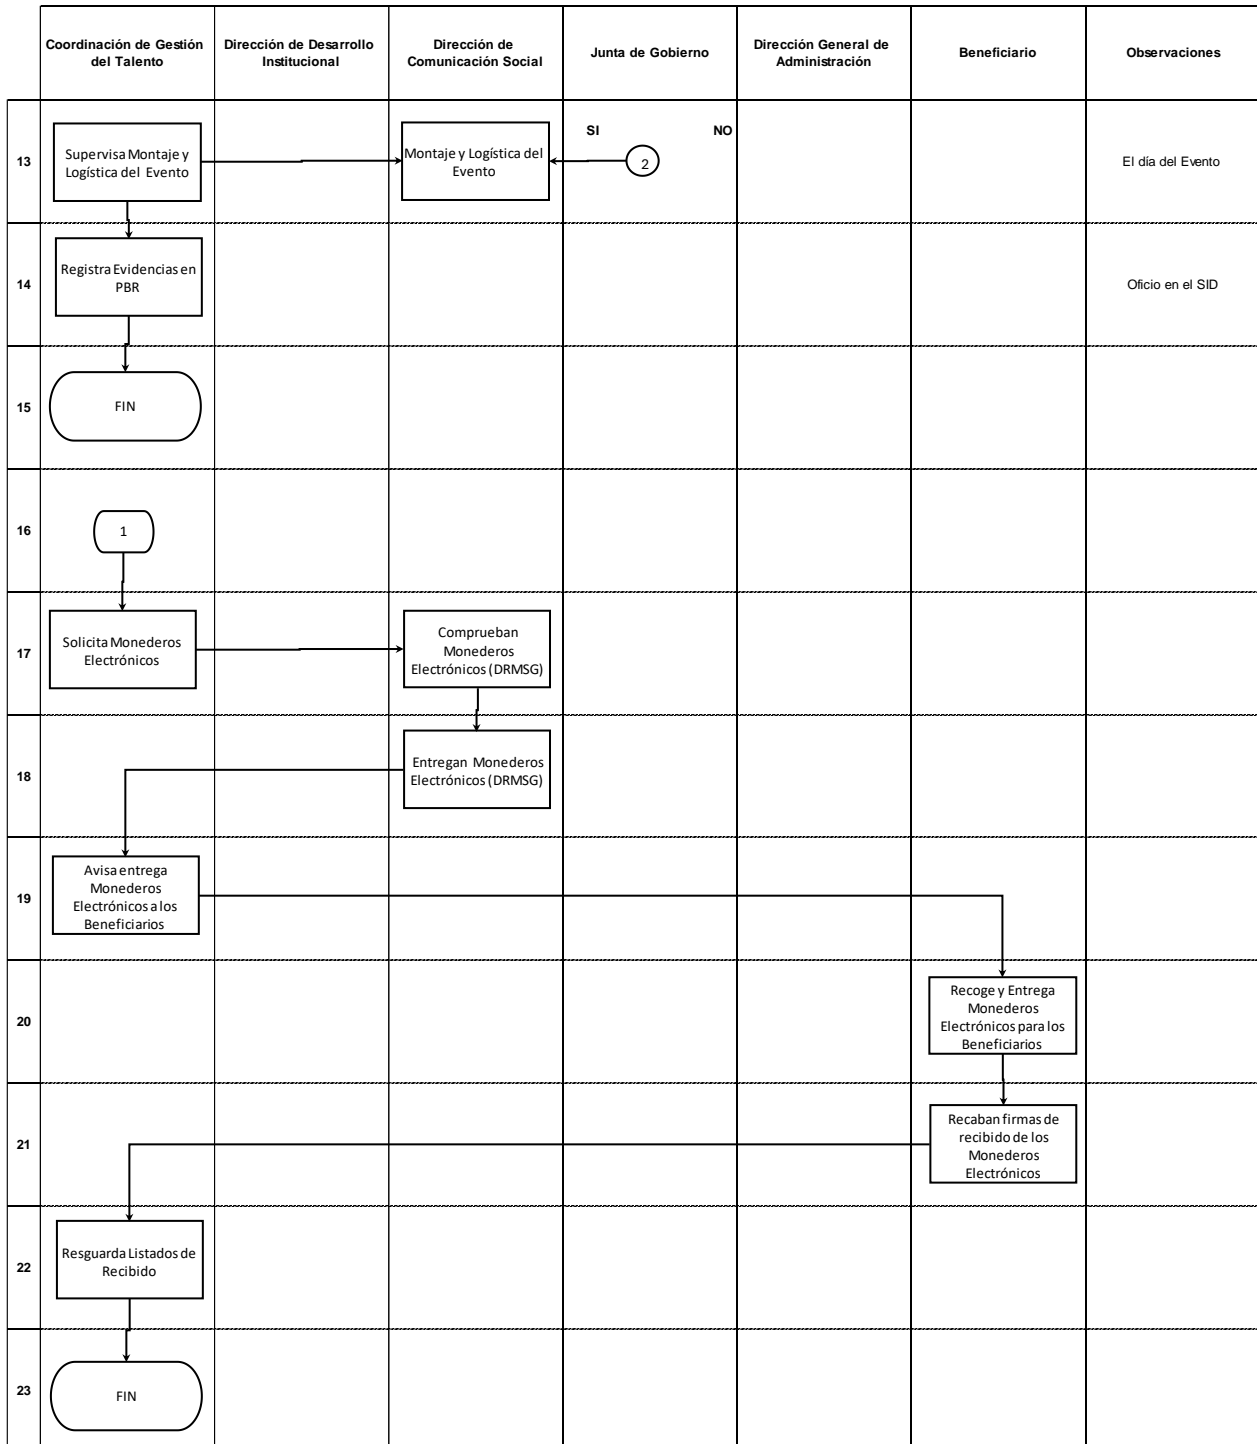 Coordinación de Gestión
del Talento
Dirección de Desarrollo
Institucional
Dirección de
Comunicación Social
Junta de Gobierno
Dirección General de
Administración
Beneficiario
Observaciones
13
Supervisa Montaje y
Logística del Evento
Montaje y Logística del
Evento
SI
NO
2
El día del Evento
14
Registra Evidencias en
PBR
Oficio en el SID
15
FIN
16
1
17
Solicita Monederos
Electrónicos
Comprueban
Monederos
Electrónicos (DRMSG)
18
Entregan Monederos
Electrónicos (DRMSG)
19
Avisa entrega
Monederos
Electrónicos a los
Beneficiarios
20
Recoge y Entrega
Monederos
Electrónicos para los
Beneficiarios
21
Recaban firmas de
recibido de los
Monederos
Electrónicos
22
Resguarda Listados de
Recibido
23
FIN